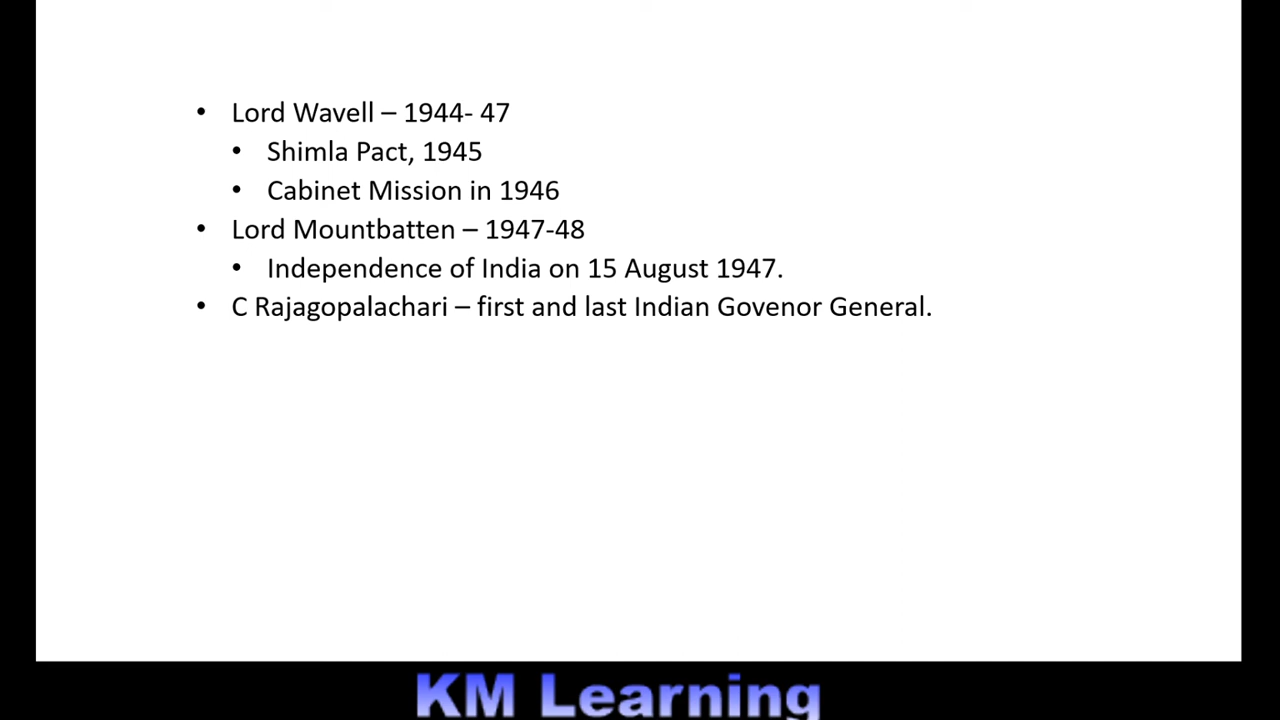 • Lord Wavell – 1944- 47
• Shimla Pact, 1945
• Cabinet Mission in 1946
• Lord Mountbatten – 1947-48
• Independence of India on 15 August 1947.
• C Rajagopalachari – first and last Indian Govenor General.
KM Learning